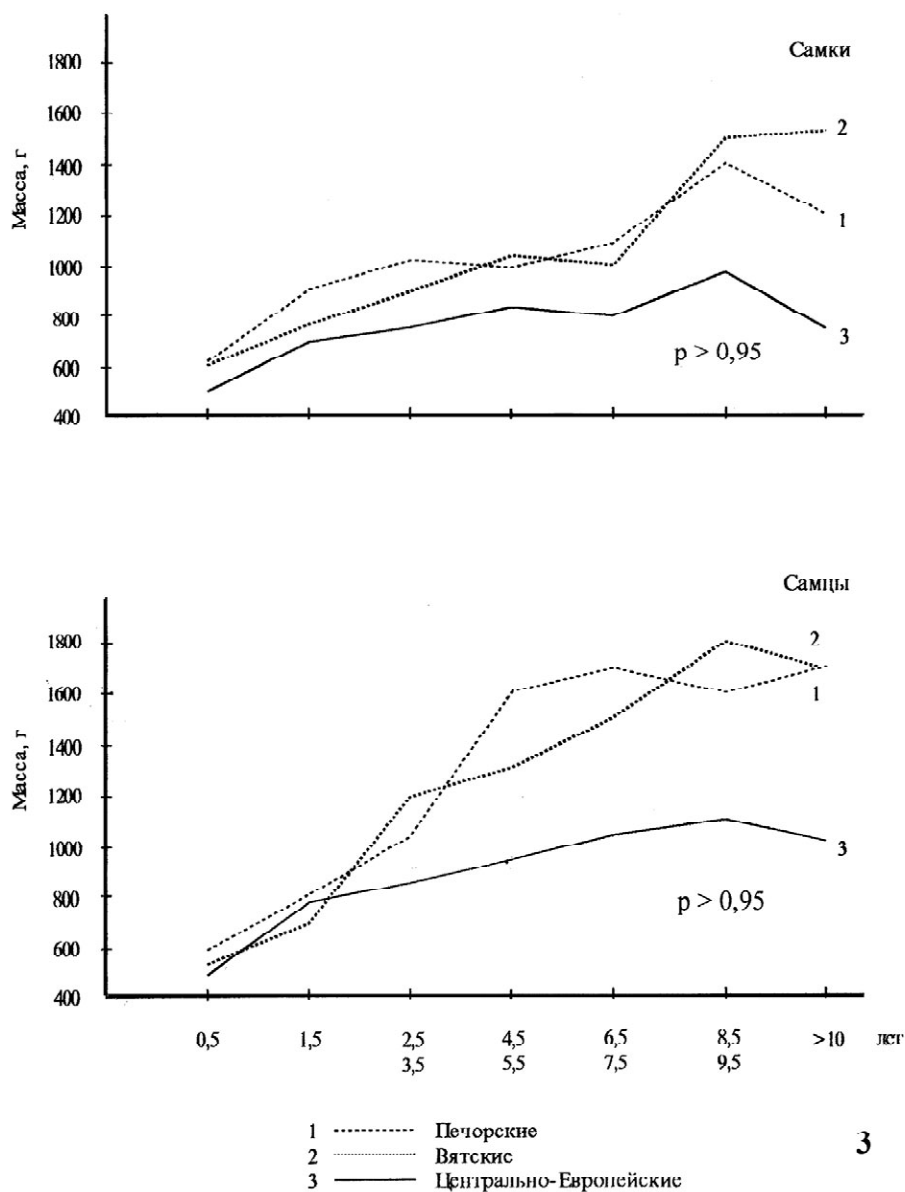 Самки
Масса, г
1800
1600
1400
1200
1000
800
600
400
2
1
3
p > 0,95
Самцы
Масса, г
1800
1600
1400
1200
1000
800
600
400
2
1
3
p > 0,95
0,5 1,5 2,5 4,5 6,5 8,5 >10 лет
3,5 5,5 7,5 9,5
1 Печорские
2 Вятские
3 Центрально-Европейские
3